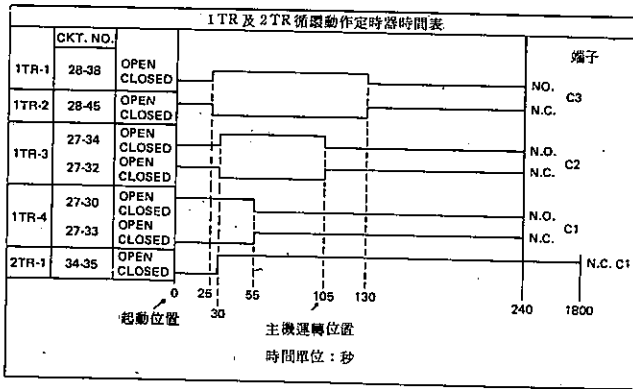 1TR及2TR循環動作定時器時間表
CKT. NO.
端子
1TR-1 28-38 OPEN
CLOSED
NO.
C3
1TR-2 28-45 OPEN
CLOSED
N.C.
1TR-3 27-34 OPEN
CLOSED
N.O.
C2
27-32 OPEN
CLOSED
N.C.
1TR-4 27-30 OPEN
CLOSED
N.O.
C1
27-33 OPEN
CLOSED
N.C.
2TR-1 34-35 OPEN
CLOSED
N.C. C1
0 25 30 55 105 130 240 1800
起動位置
主機運轉位置
時間單位：秒